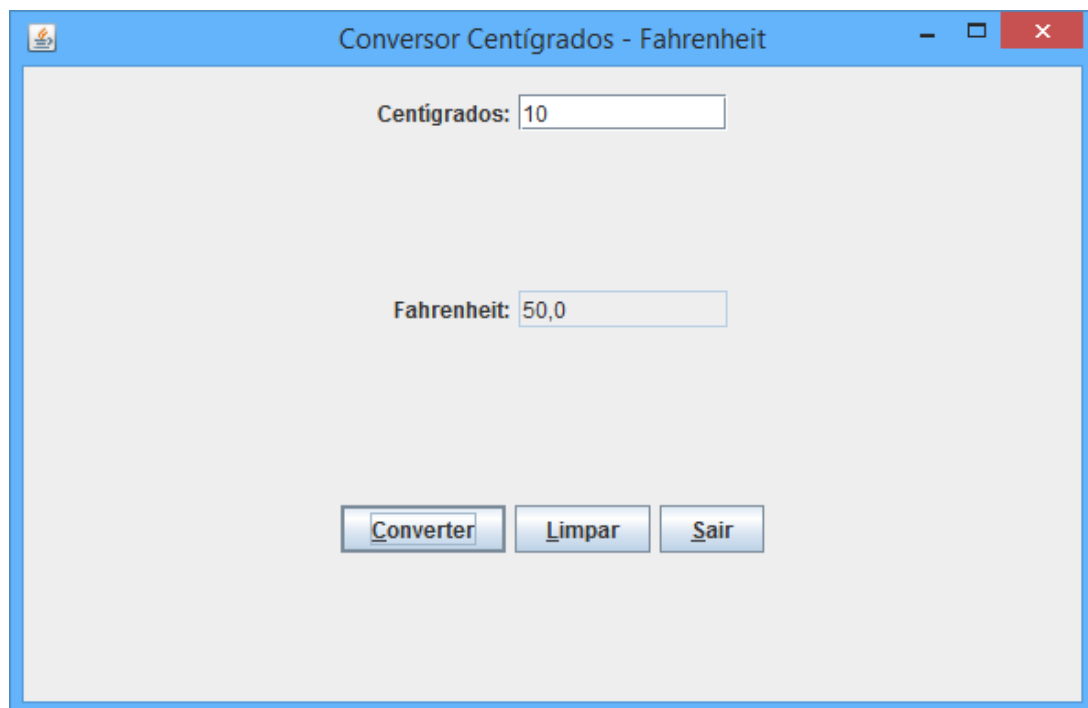 Conversor Centígrados - Fahrenheit
Centígrados: 10
Fahrenheit: 50,0
Converter Limpar Sair